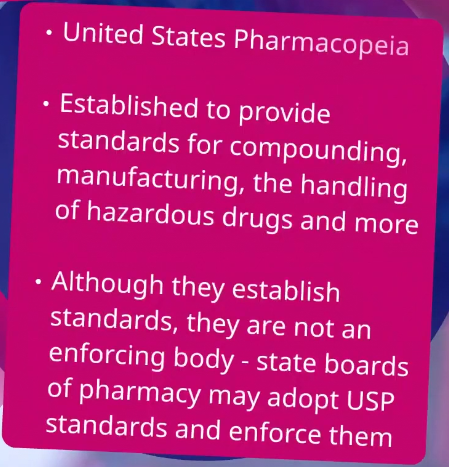 • United States Pharmacopeia
• Established to provide
standards for compounding,
manufacturing, the handling
of hazardous drugs and more
• Although they establish
standards, they are not an
enforcing body - state boards
of pharmacy may adopt USP
standards and enforce them